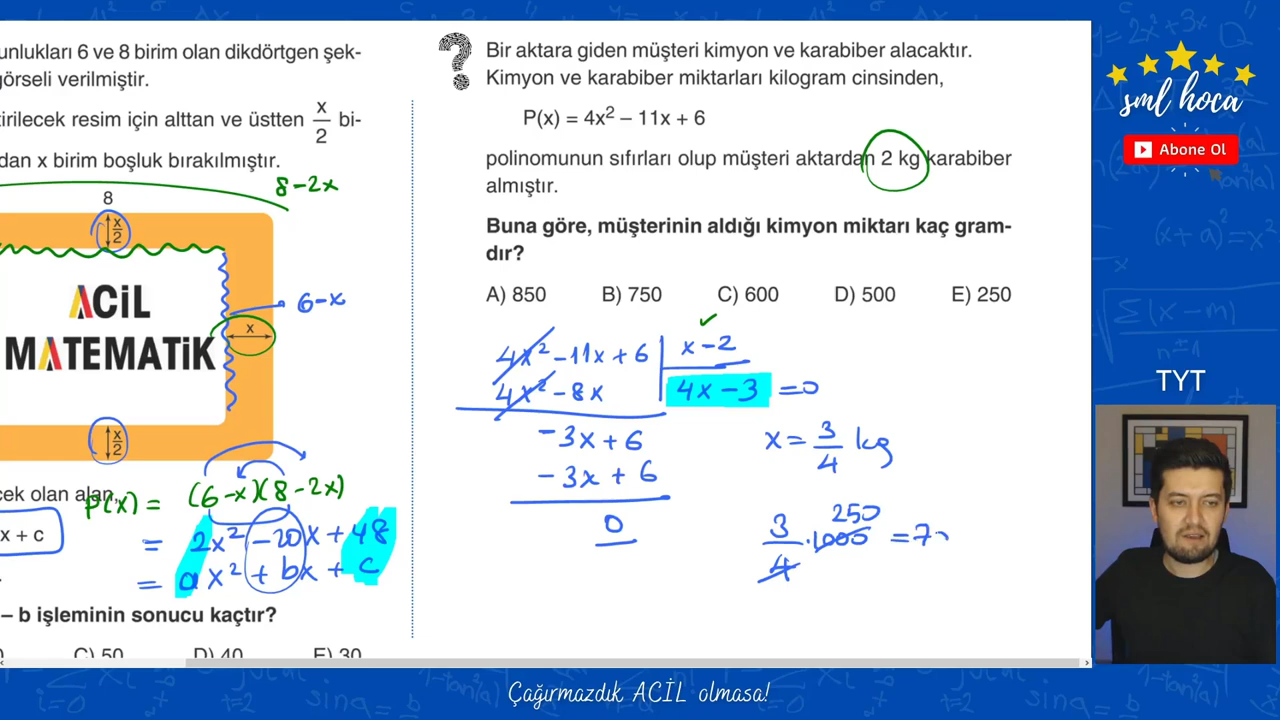 unlukları 6 ve 8 birim olan dikdörtgen şek-
görseli verilmiştir.
tirilecek resim için alttan ve üstten x/2 bi-
dan x birim boşluk bırakılmıştır.
8 - 2x
8
x/2
ACİL
MATEMATİK
6 - x
x
x/2
cek olan alan,
P(x) = (6 - x)(8 - 2x)
x + c
= 2x² - 20x + 48
= ax² + bx + c
– b işleminin sonucu kaçtır?
C) 50 D) 40 E) 30
?
Bir aktara giden müşteri kimyon ve karabiber alacaktır.
Kimyon ve karabiber miktarları kilogram cinsinden,
P(x) = 4x² – 11x + 6
polinomunun sıfırları olup müşteri aktardan 2 kg karabiber
almıştır.
Buna göre, müşterinin aldığı kimyon miktarı kaç gram-
dır?
A) 850 B) 750 C) 600 D) 500 E) 250
4x² - 11x + 6 x - 2
4x² - 8x 4x - 3 = 0
-3x + 6
-3x + 6
0
x = 3/4 kg
250
3/4 · 1000 = 7
sml hoca
Abone Ol
TYT
Çağırmazdık ACİL olmasa!